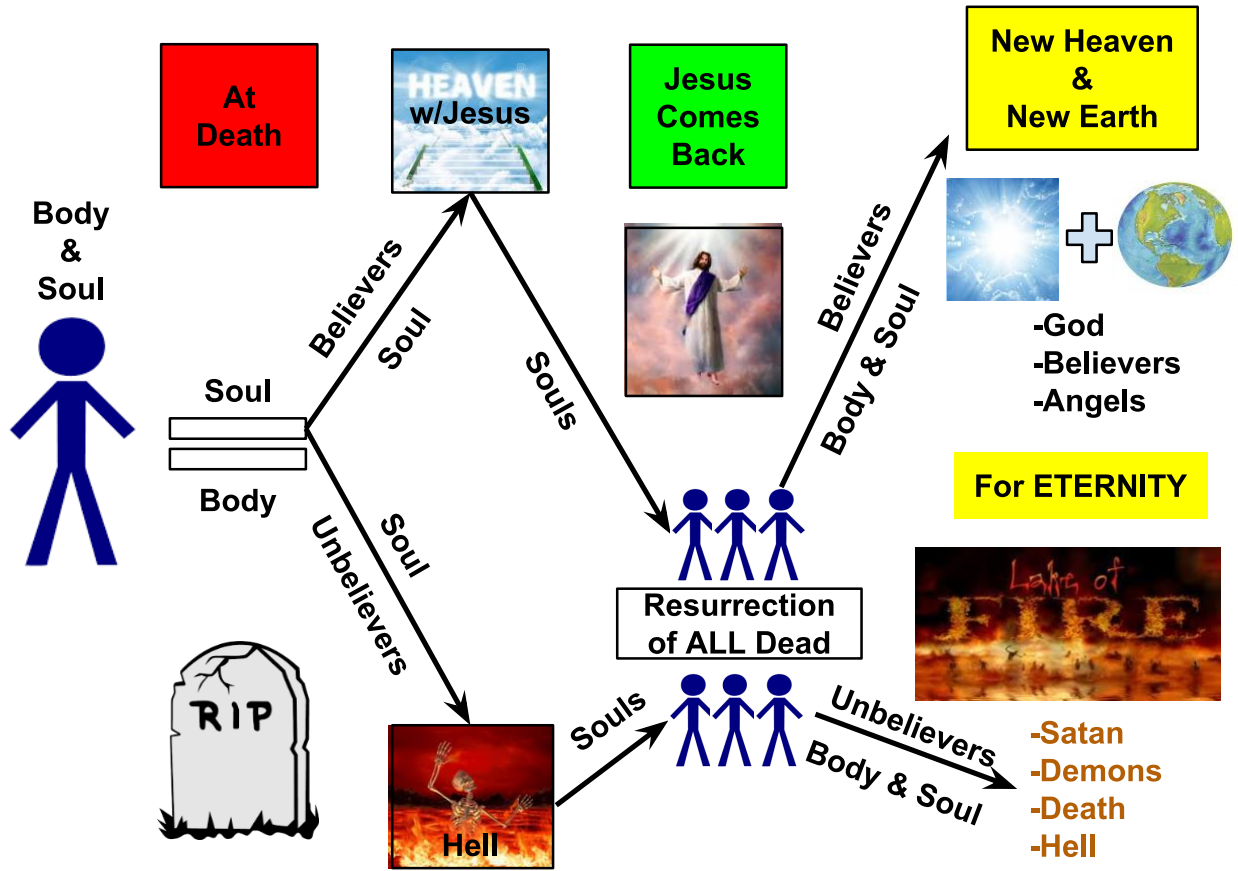 At
Death
HEAVEN
w/Jesus
Jesus
Comes
Back
New Heaven
&
New Earth
Body
&
Soul
Believers
Soul
Souls
Believers
Body & Soul
-God
-Believers
-Angels
Soul
Body
Soul
Unbelievers
For ETERNITY
Resurrection
of ALL Dead
Lake of
FIRE
RIP
Hell
Souls
Unbelievers
Body & Soul
-Satan
-Demons
-Death
-Hell